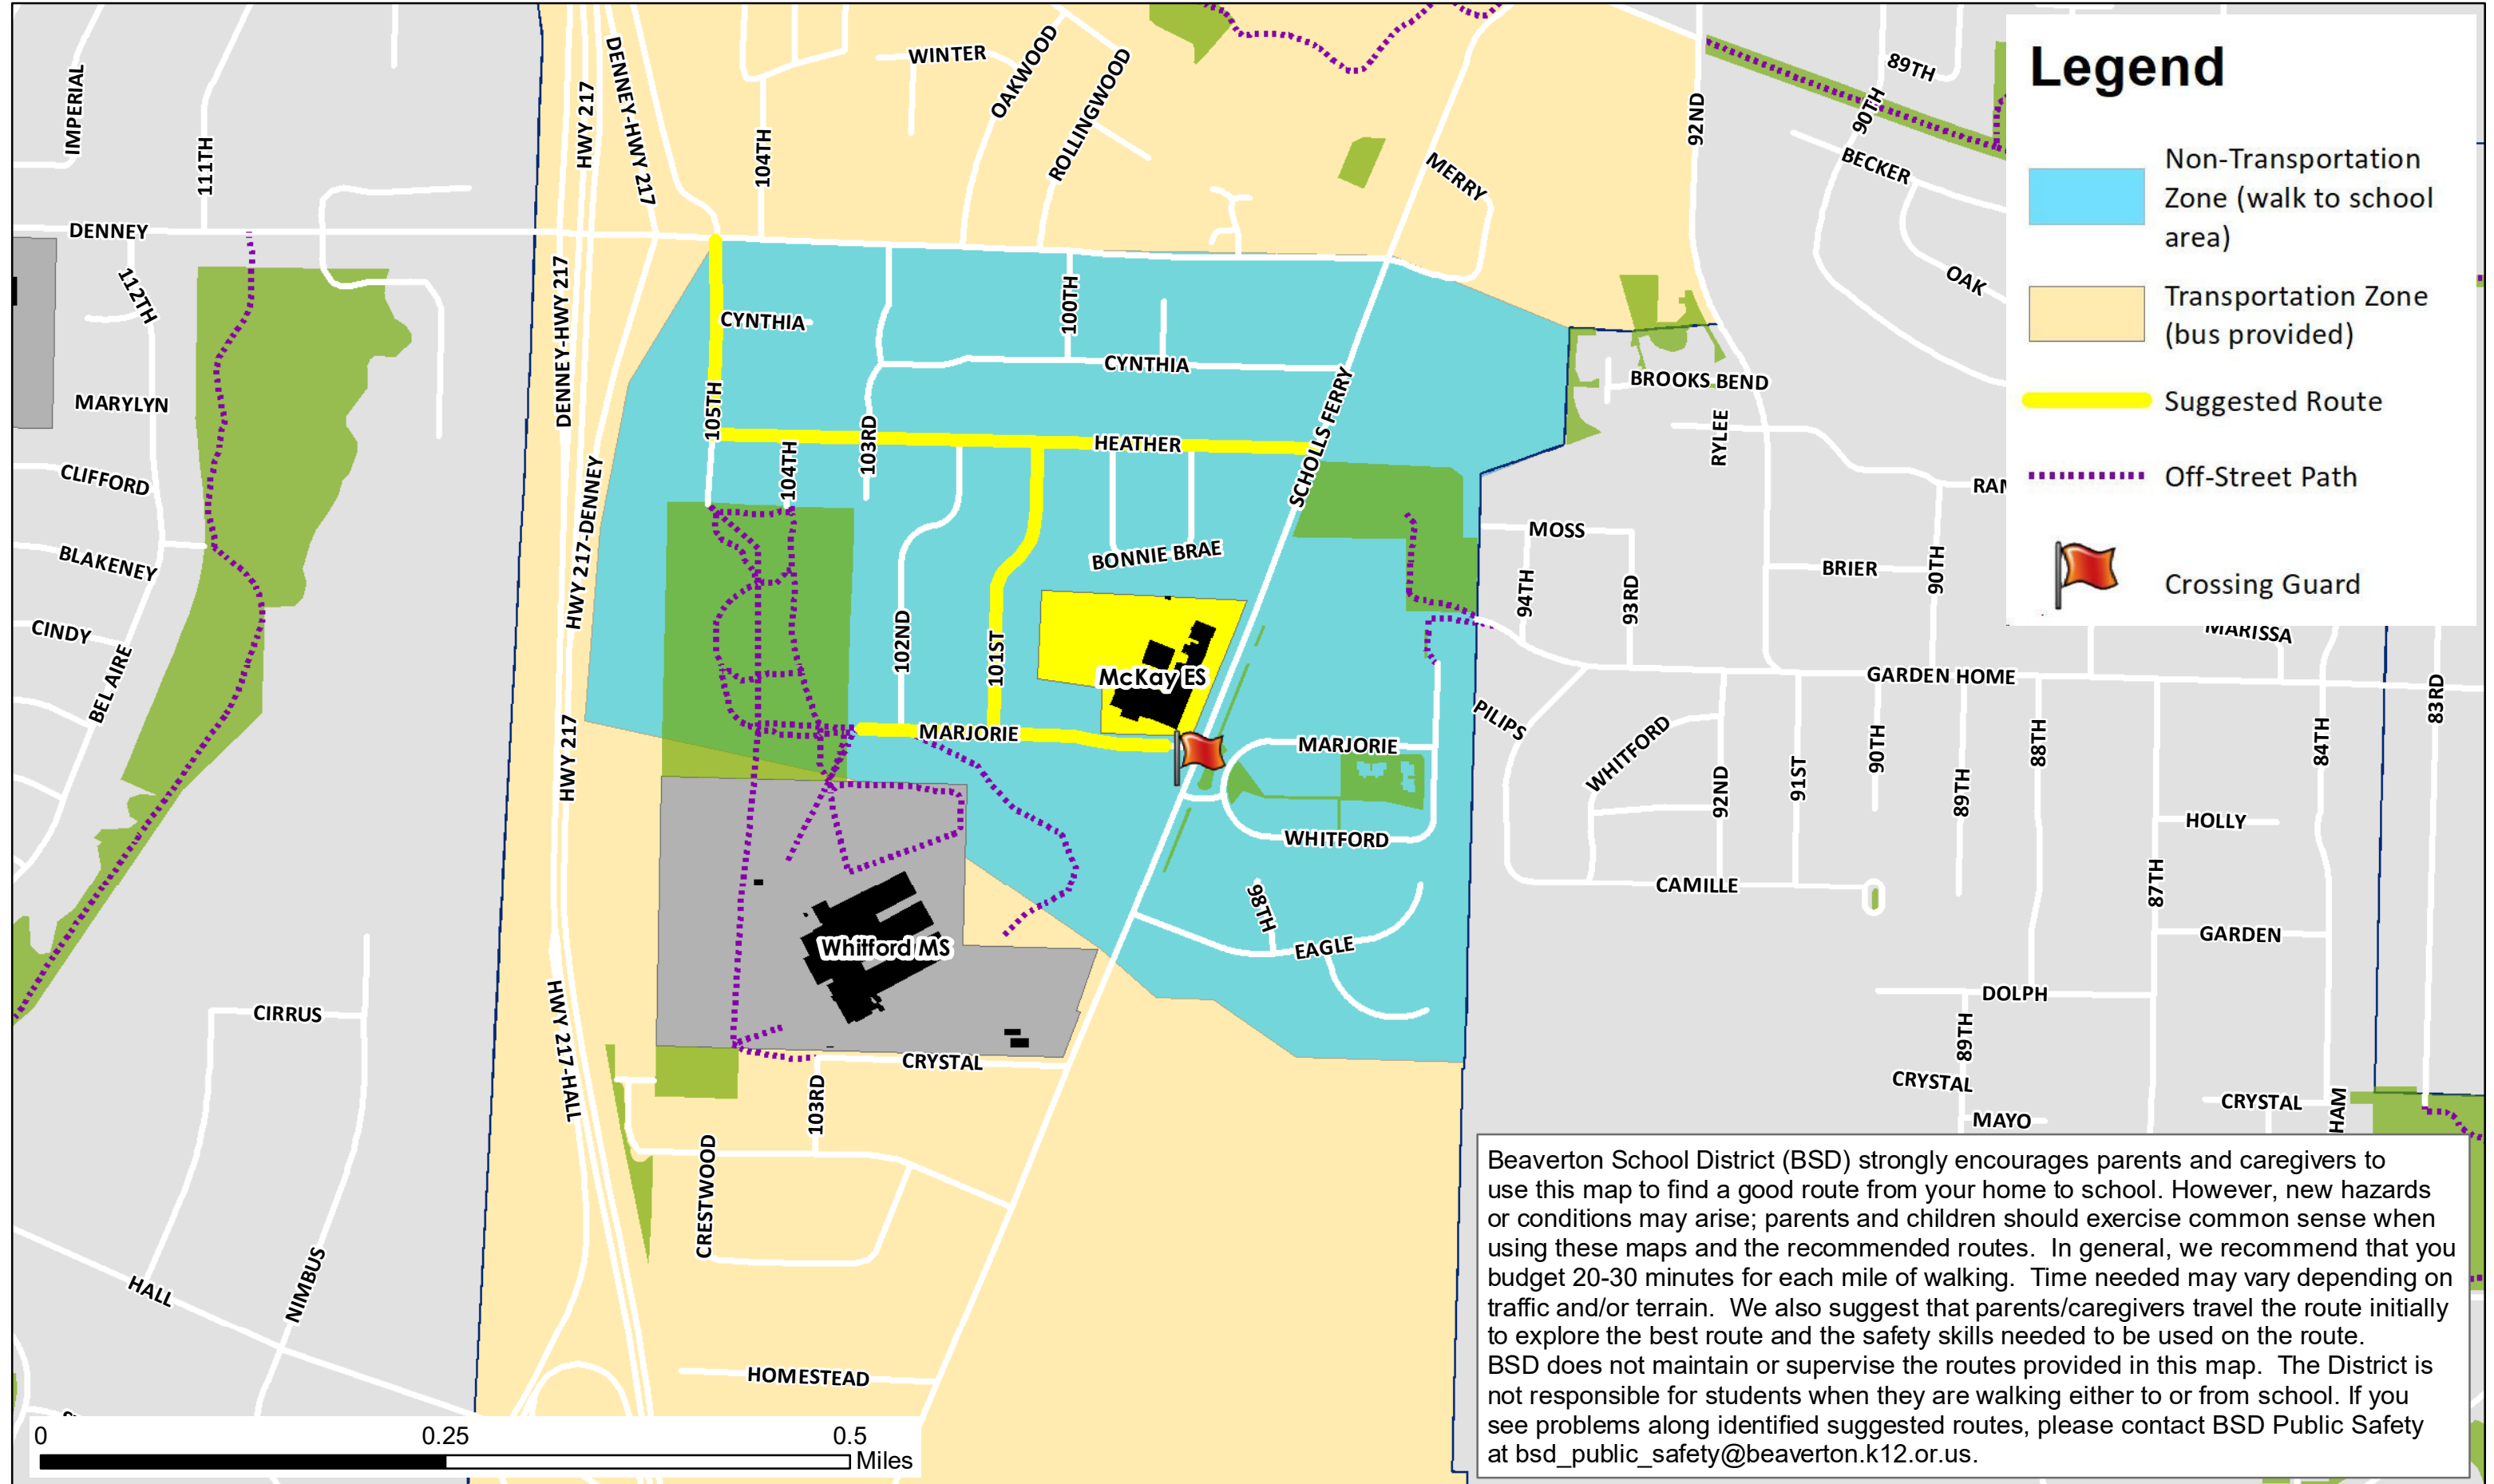 Legend
Non-Transportation
Zone (walk to school
area)
Transportation Zone
(bus provided)
Suggested Route
Off-Street Path
Crossing Guard
IMPERIAL
111TH
HWY 217
DENNEY-HWY 217
104TH
WINTER
OAKWOOD
ROLLINGWOOD
MERRY
92ND
89TH
90TH
BECKER
OAK
DENNEY
112TH
DENNEY-HWY 217
CYNTHIA
100TH
CYNTHIA
BROOKS BEND
RYLEE
MARYLYN
105TH
103RD
HEATHER
SCHOLLS FERRY
CLIFFORD
104TH
HWY 217-DENNEY
BONNIE BRAE
MOSS
BLAKENEY
94TH
93RD
BRIER
90TH
CINDY
BEL AIRE
102ND
101ST
McKay ES
MARISSA
GARDEN HOME
83RD
HWY 217
MARJORIE
MARJORIE
PILIPS
WHITFORD
92ND
91ST
90TH
89TH
88TH
84TH
WHITFORD
HOLLY
CAMILLE
87TH
98TH
EAGLE
GARDEN
Whitford MS
CIRRUS
HWY 217-HALL
DOLPH
89TH
CRYSTAL
103RD
CRYSTAL
CRYSTAL
HAM
MAYO
CRESTWOOD
HALL
NIMBUS
HOMESTEAD
Beaverton School District (BSD) strongly encourages parents and caregivers to
use this map to find a good route from your home to school. However, new hazards
or conditions may arise; parents and children should exercise common sense when
using these maps and the recommended routes. In general, we recommend that you
budget 20-30 minutes for each mile of walking. Time needed may vary depending on
traffic and/or terrain. We also suggest that parents/caregivers travel the route initially
to explore the best route and the safety skills needed to be used on the route.
BSD does not maintain or supervise the routes provided in this map. The District is
not responsible for students when they are walking either to or from school. If you
see problems along identified suggested routes, please contact BSD Public Safety
at bsd_public_safety@beaverton.k12.or.us.
0 0.25 0.5
Miles